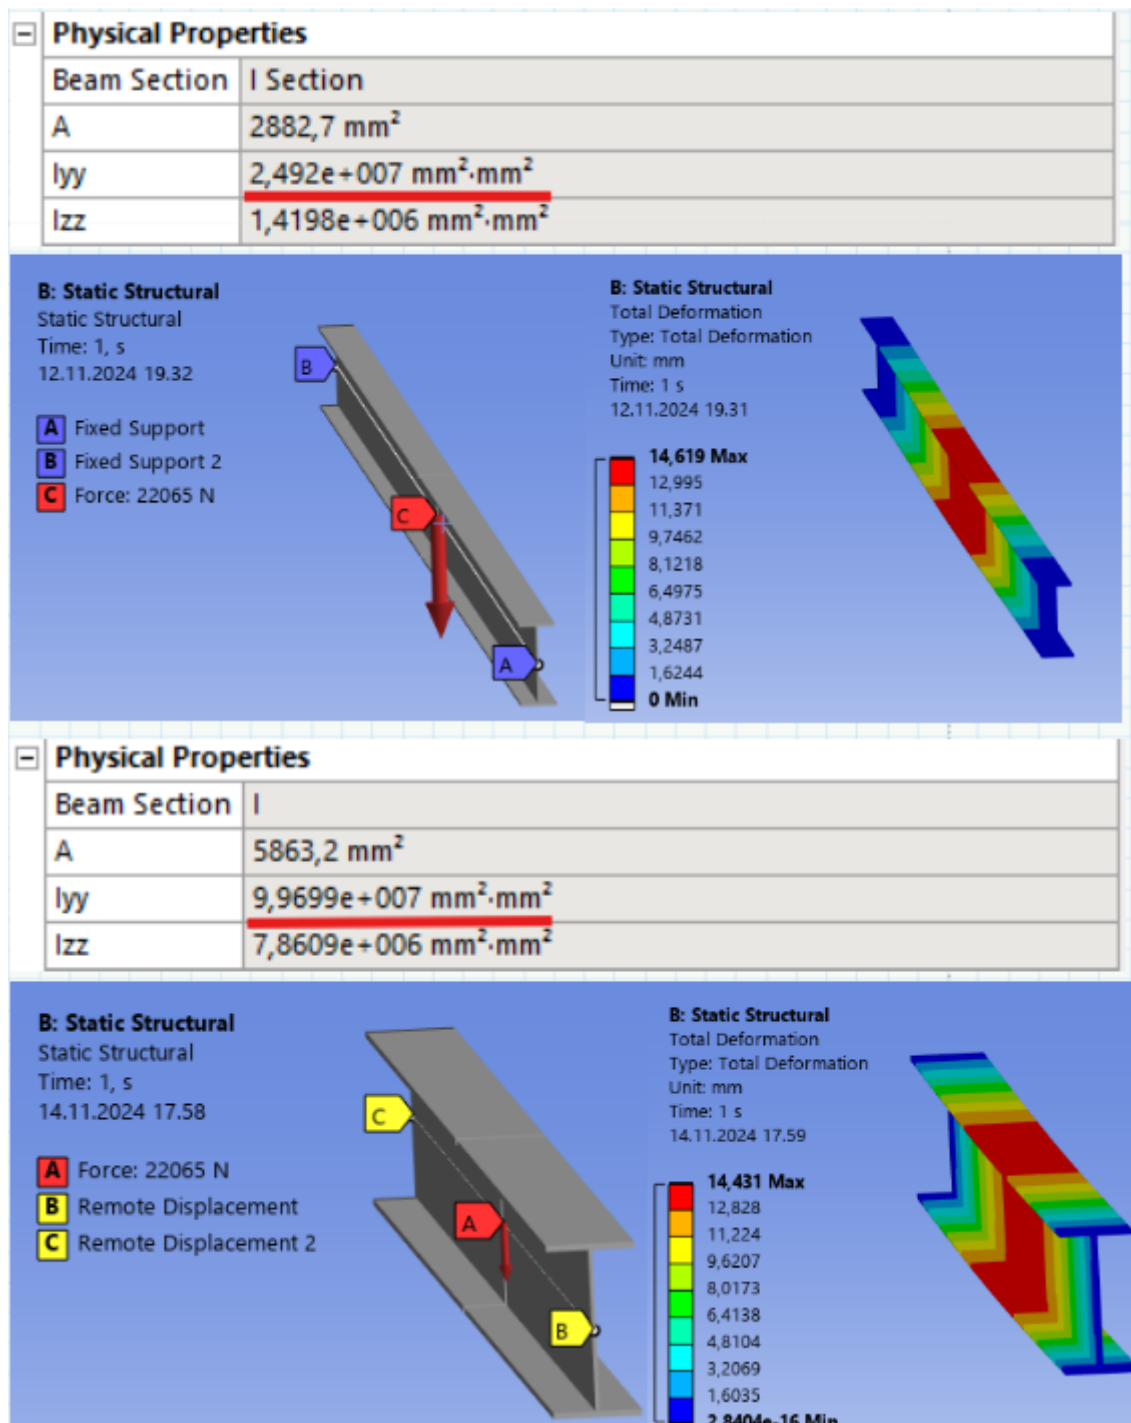 Physical Properties
Beam Section I Section
A 2882,7 mm²
Iyy 2,492e+007 mm²·mm²
Izz 1,4198e+006 mm²·mm²
B: Static Structural
Static Structural
Time: 1, s
12.11.2024 19.32
A Fixed Support
B Fixed Support 2
C Force: 22065 N
B
C
A
B: Static Structural
Total Deformation
Type: Total Deformation
Unit: mm
Time: 1 s
12.11.2024 19.31
14,619 Max
12,995
11,371
9,7462
8,1218
6,4975
4,8731
3,2487
1,6244
0 Min
Physical Properties
Beam Section I
A 5863,2 mm²
Iyy 9,9699e+007 mm²·mm²
Izz 7,8609e+006 mm²·mm²
B: Static Structural
Static Structural
Time: 1, s
14.11.2024 17.58
A Force: 22065 N
B Remote Displacement
C Remote Displacement 2
C
A
B
B: Static Structural
Total Deformation
Type: Total Deformation
Unit: mm
Time: 1 s
14.11.2024 17.59
14,431 Max
12,828
11,224
9,6207
8,0173
6,4138
4,8104
3,2069
1,6035
2,8404e-16 Min